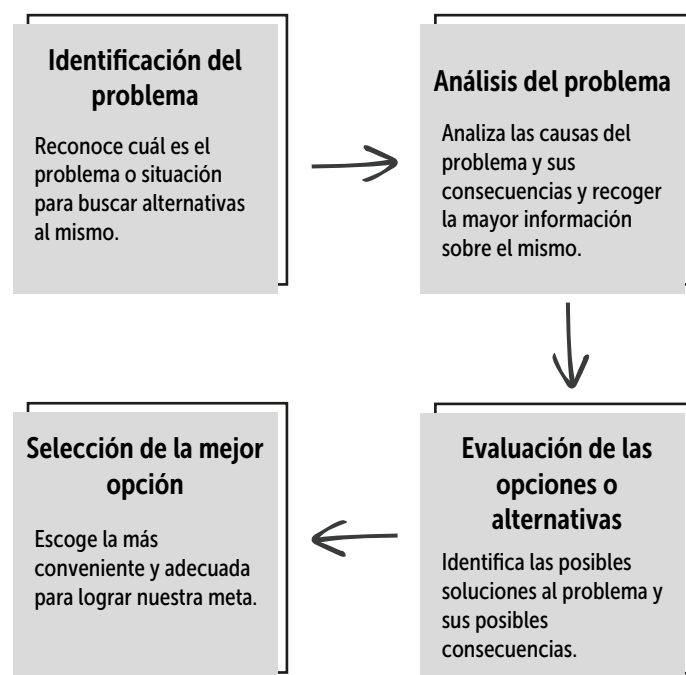 Identificación del
problema
Reconoce cuál es el
problema o situación
para buscar alternativas
al mismo.
Análisis del problema
Analiza las causas del
problema y sus
consecuencias y recoger
la mayor información
sobre el mismo.
Evaluación de las
opciones o
alternativas
Identifica las posibles
soluciones al problema y
sus posibles
consecuencias.
Selección de la mejor
opción
Escoge la más
conveniente y adecuada
para lograr nuestra meta.